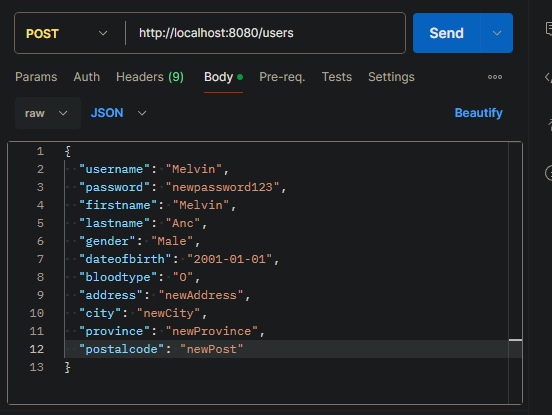 POST http://localhost:8080/users Send
Params Auth Headers (9) Body Pre-req. Tests Settings
raw JSON Beautify
1 {
2 "username": "Melvin",
3 "password": "newpassword123",
4 "firstname": "Melvin",
5 "lastname": "Anc",
6 "gender": "Male",
7 "dateofbirth": "2001-01-01",
8 "bloodtype": "O",
9 "address": "newAddress",
10 "city": "newCity",
11 "province": "newProvince",
12 "postalcode": "newPost"
13 }